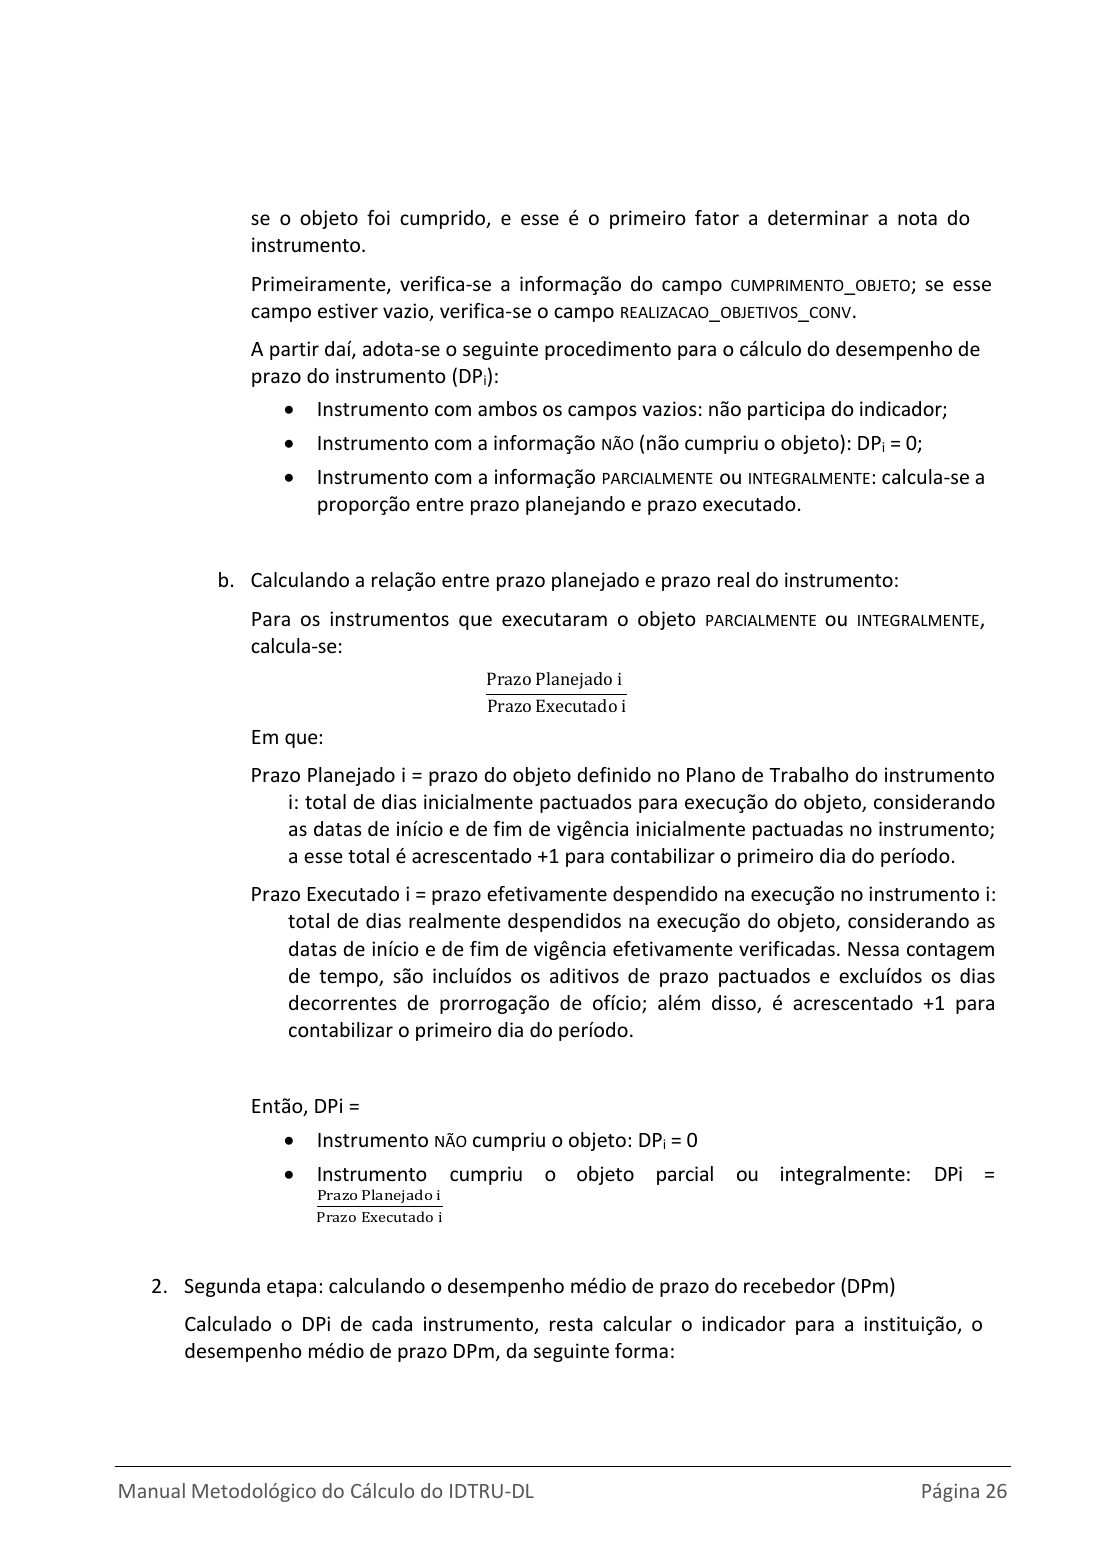 se o objeto foi cumprido, e esse é o primeiro fator a determinar a nota do
instrumento.
Primeiramente, verifica-se a informação do campo CUMPRIMENTO_OBJETO; se esse
campo estiver vazio, verifica-se o campo REALIZACAO_OBJETIVOS_CONV.
A partir daí, adota-se o seguinte procedimento para o cálculo do desempenho de
prazo do instrumento (DPi):
• Instrumento com ambos os campos vazios: não participa do indicador;
• Instrumento com a informação NÃO (não cumpriu o objeto): DPi = 0;
• Instrumento com a informação PARCIALMENTE ou INTEGRALMENTE: calcula-se a
proporção entre prazo planejando e prazo executado.
b. Calculando a relação entre prazo planejado e prazo real do instrumento:
Para os instrumentos que executaram o objeto PARCIALMENTE ou INTEGRALMENTE,
calcula-se:
Prazo Planejado i
Prazo Executado i
Em que:
Prazo Planejado i = prazo do objeto definido no Plano de Trabalho do instrumento
i: total de dias inicialmente pactuados para execução do objeto, considerando
as datas de início e de fim de vigência inicialmente pactuadas no instrumento;
a esse total é acrescentado +1 para contabilizar o primeiro dia do período.
Prazo Executado i = prazo efetivamente despendido na execução no instrumento i:
total de dias realmente despendidos na execução do objeto, considerando as
datas de início e de fim de vigência efetivamente verificadas. Nessa contagem
de tempo, são incluídos os aditivos de prazo pactuados e excluídos os dias
decorrentes de prorrogação de ofício; além disso, é acrescentado +1 para
contabilizar o primeiro dia do período.
Então, DPi =
• Instrumento NÃO cumpriu o objeto: DPi = 0
• Instrumento cumpriu o objeto parcial ou integralmente: DPi =
Prazo Planejado i
Prazo Executado i
2. Segunda etapa: calculando o desempenho médio de prazo do recebedor (DPm)
Calculado o DPi de cada instrumento, resta calcular o indicador para a instituição, o
desempenho médio de prazo DPm, da seguinte forma:
Manual Metodológico do Cálculo do IDTRU-DL Página 26